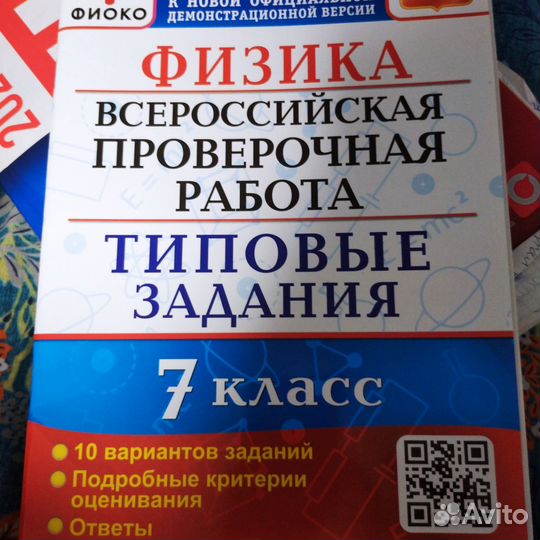 ФИОКО
К НОВОЙ ОФИЦИАЛЬНОЙ
ДЕМОНСТРАЦИОННОЙ ВЕРСИИ
ФИЗИКА
ВСЕРОССИЙСКАЯ
ПРОВЕРОЧНАЯ
РАБОТА
ТИПОВЫЕ
ЗАДАНИЯ
7 КЛАСС
10 вариантов заданий
Подробные критерии
оценивания
Ответы
Avito